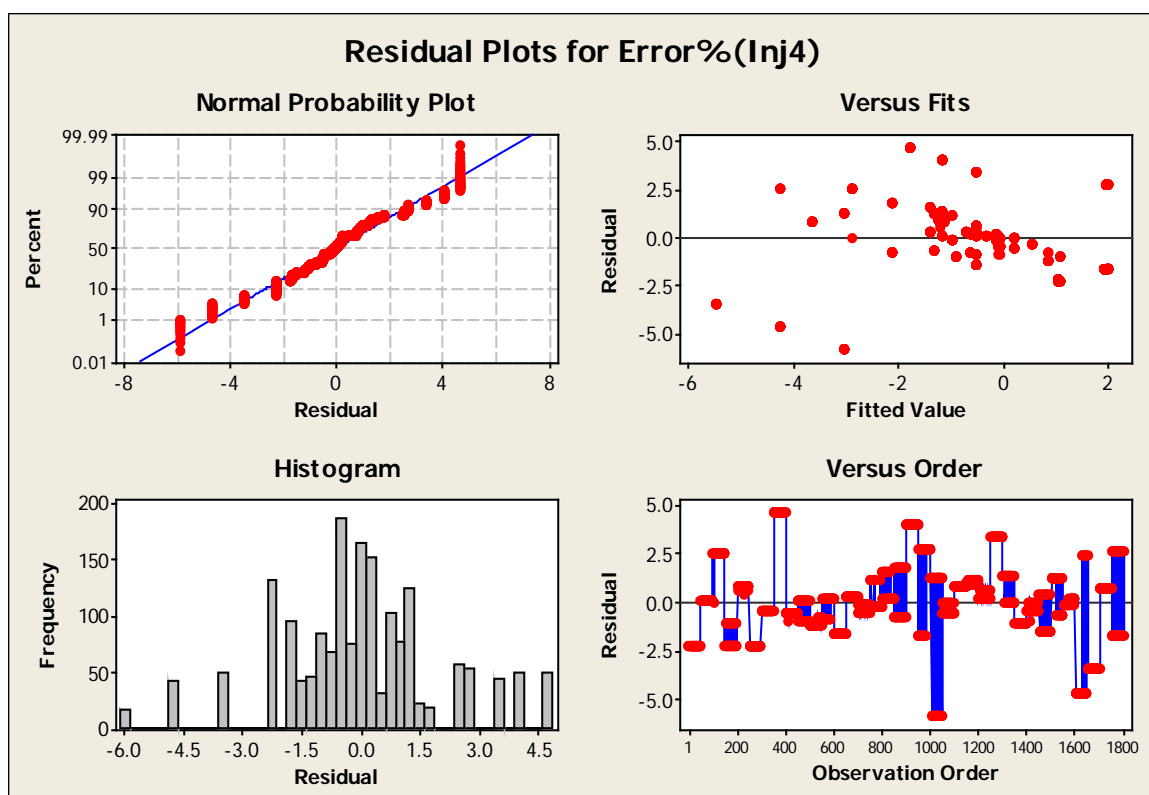 Residual Plots for Error%(Inj4)
Normal Probability Plot
Percent
99.99
99
90
50
10
1
0.01
-8 -4 0 4 8
Residual
Versus Fits
Residual
5.0
2.5
0.0
-2.5
-5.0
-6 -4 -2 0 2
Fitted Value
Histogram
Frequency
200
150
100
50
0
-6.0 -4.5 -3.0 -1.5 0.0 1.5 3.0 4.5
Residual
Versus Order
Residual
5.0
2.5
0.0
-2.5
-5.0
1 200 400 600 800 1000 1200 1400 1600 1800
Observation Order